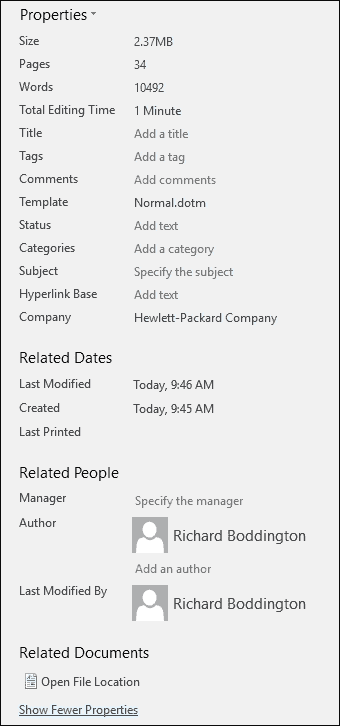 Properties
Size 2.37MB
Pages 34
Words 10492
Total Editing Time 1 Minute
Title Add a title
Tags Add a tag
Comments Add comments
Template Normal.dotm
Status Add text
Categories Add a category
Subject Specify the subject
Hyperlink Base Add text
Company Hewlett-Packard Company
Related Dates
Last Modified Today, 9:46 AM
Created Today, 9:45 AM
Last Printed
Related People
Manager Specify the manager
Author Richard Boddington
Add an author
Last Modified By Richard Boddington
Related Documents
Open File Location
Show Fewer Properties